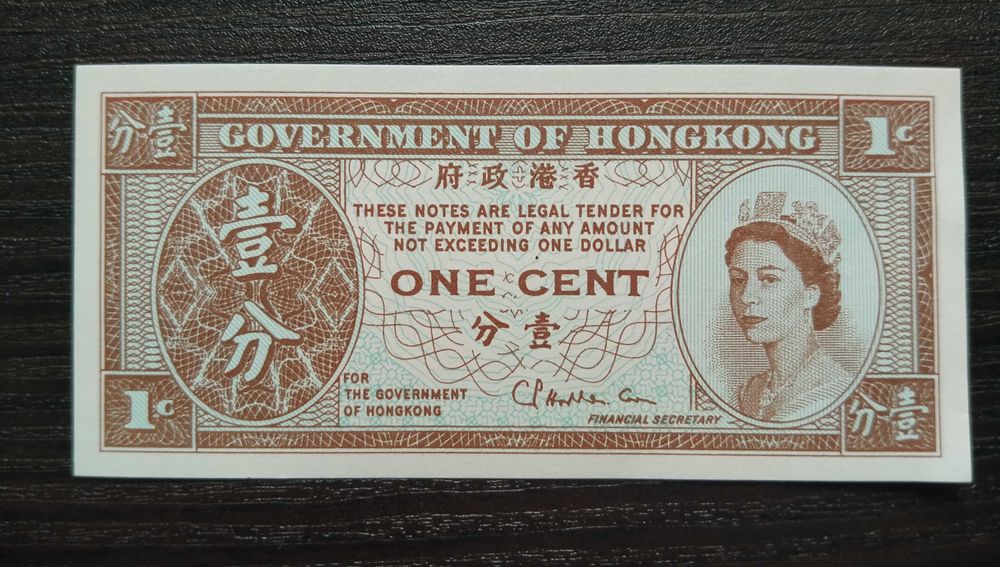 分壹
GOVERNMENT OF HONGKONG
1C
府政港香
壹
分
THESE NOTES ARE LEGAL TENDER FOR
THE PAYMENT OF ANY AMOUNT
NOT EXCEEDING ONE DOLLAR
ONE CENT
分壹
FOR
THE GOVERNMENT
OF HONGKONG
FINANCIAL SECRETARY
1C
分壹